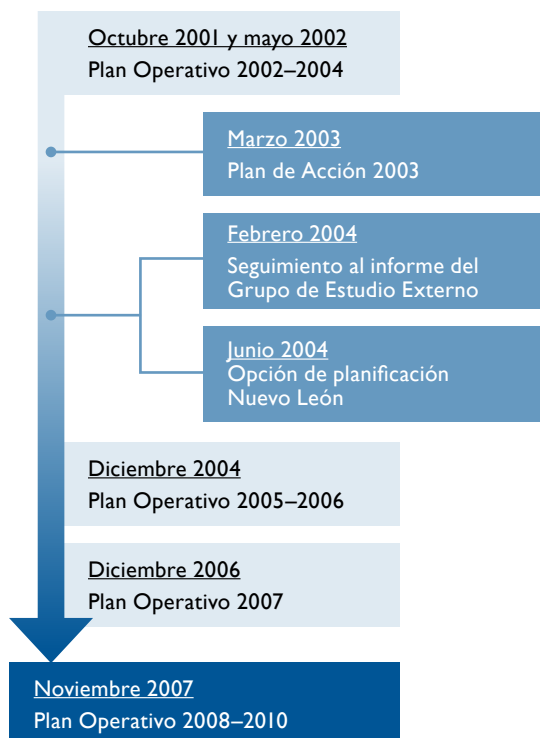 Octubre 2001 y mayo 2002
Plan Operativo 2002–2004
Marzo 2003
Plan de Acción 2003
Febrero 2004
Seguimiento al informe del
Grupo de Estudio Externo
Junio 2004
Opción de planificación
Nuevo León
Diciembre 2004
Plan Operativo 2005–2006
Diciembre 2006
Plan Operativo 2007
Noviembre 2007
Plan Operativo 2008–2010